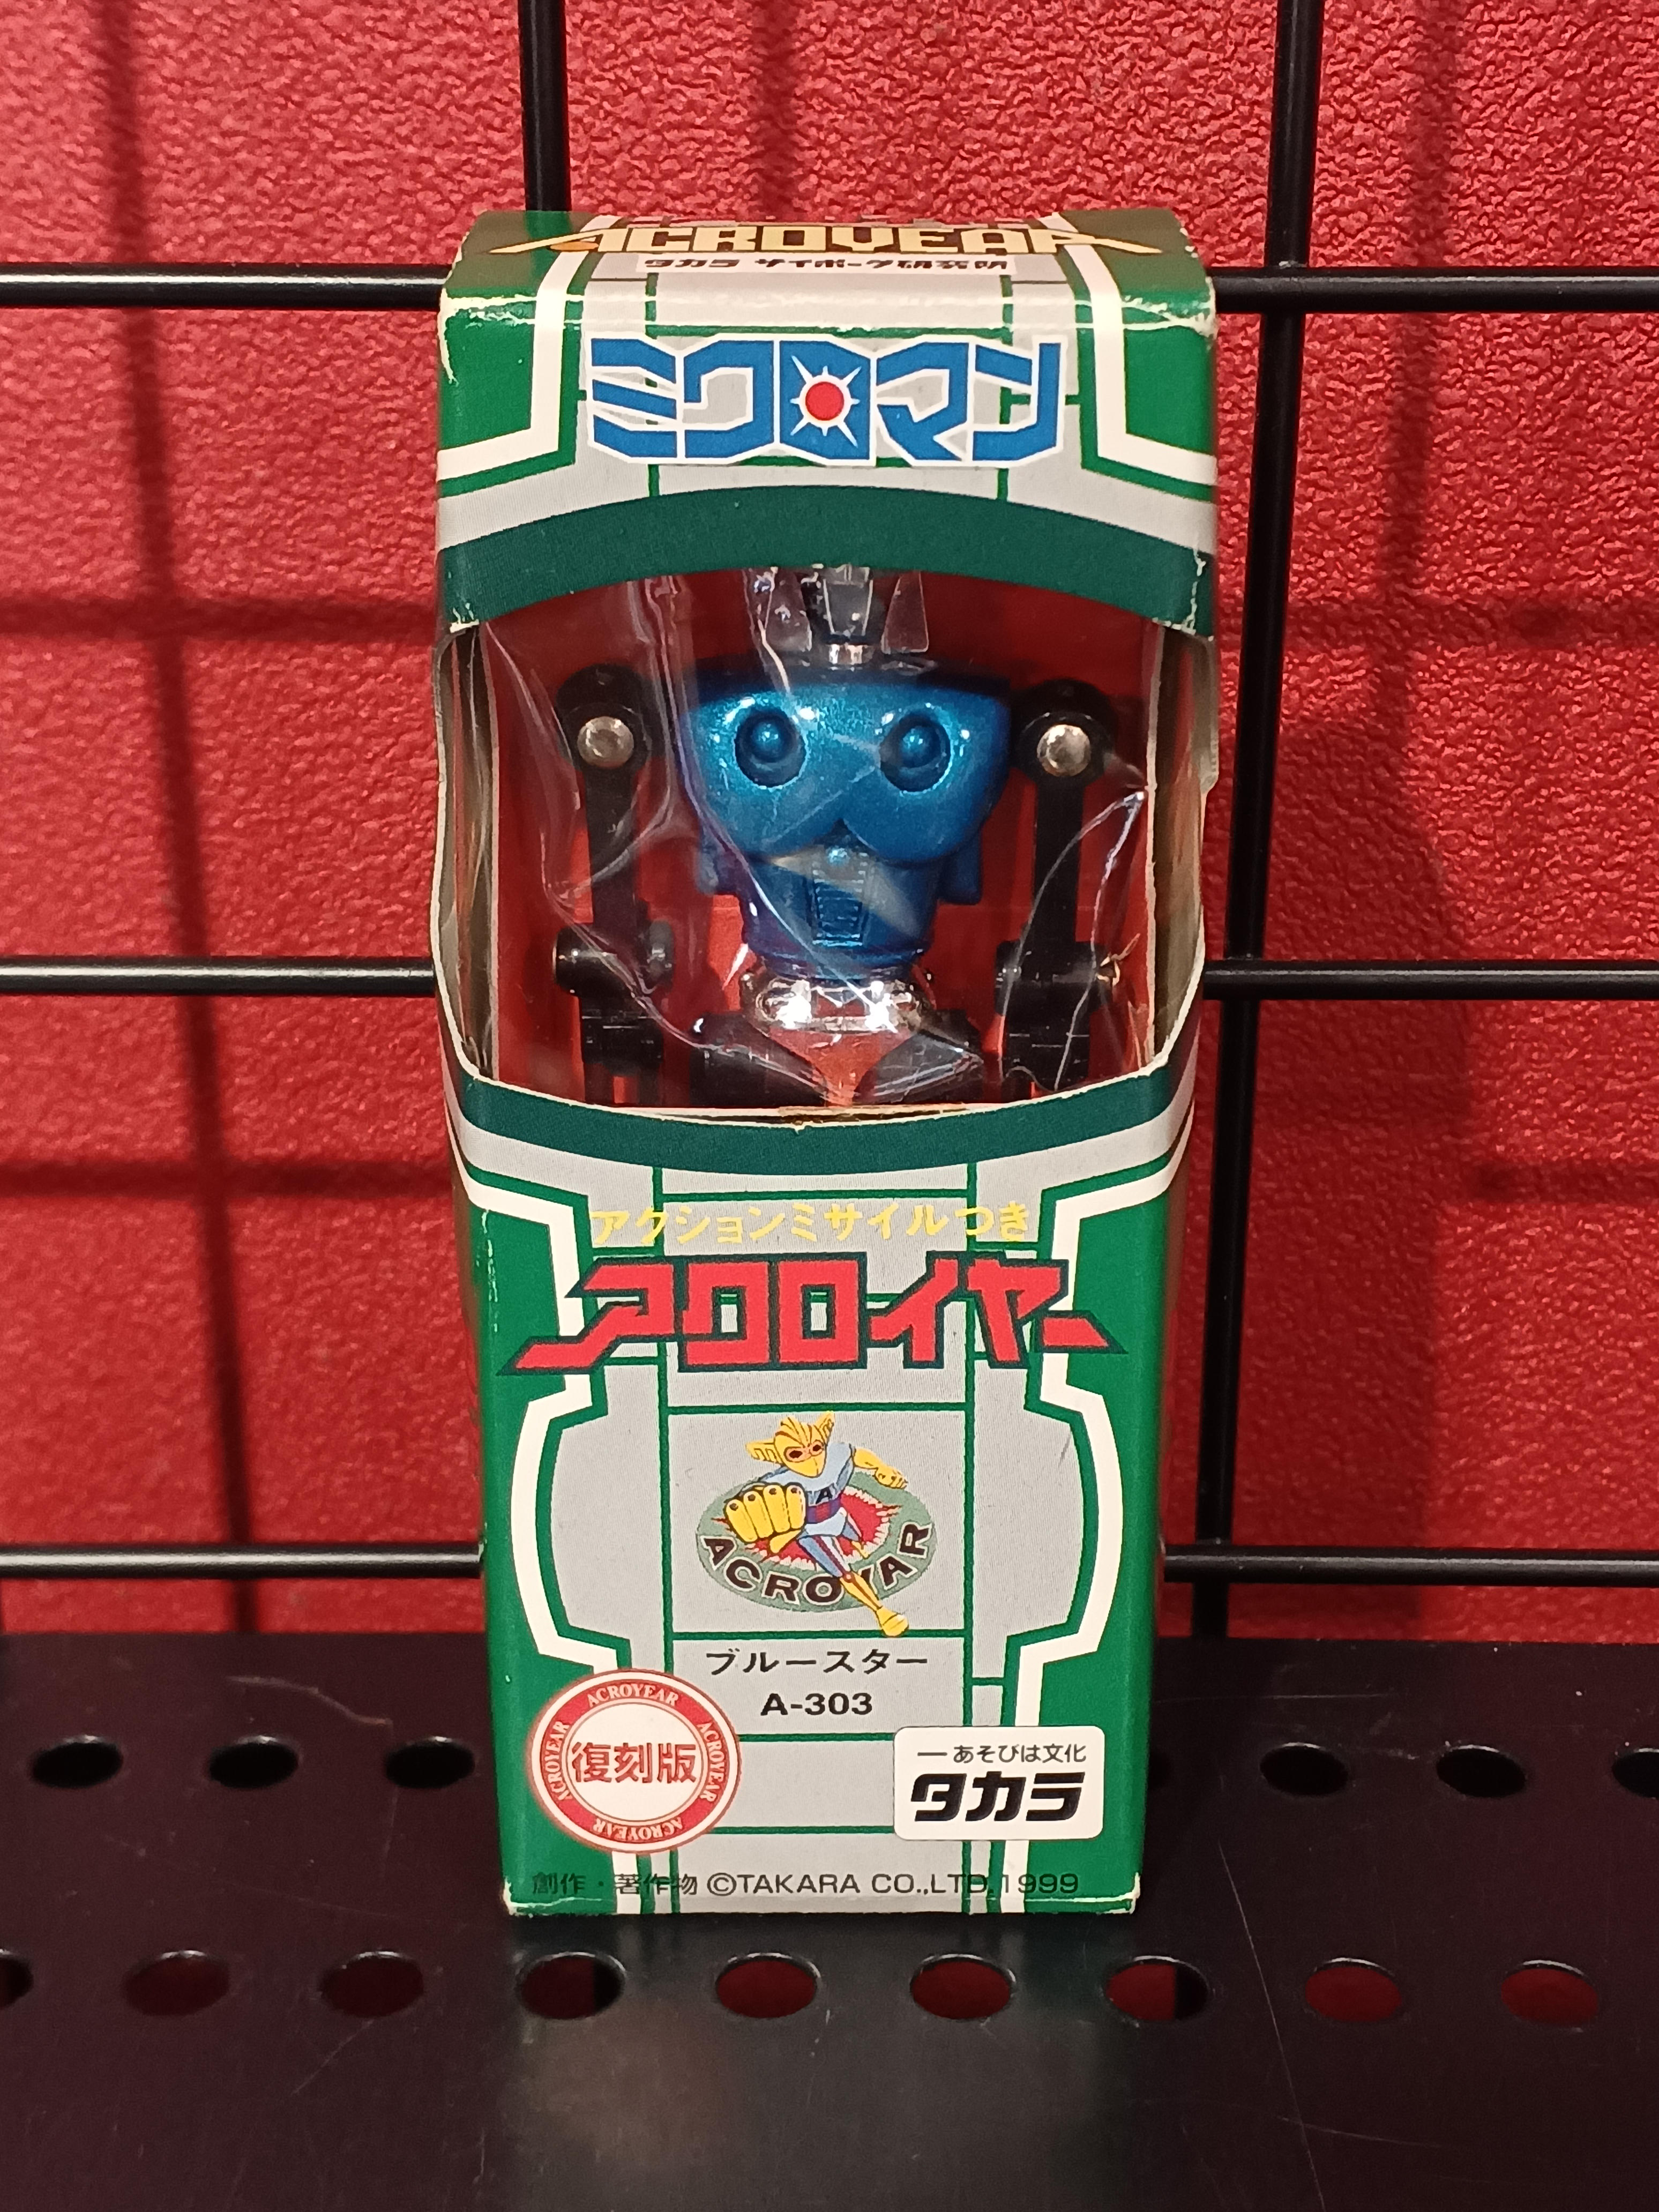 ACROYEAR
タカラ サイボーグ研究所
ミクロマン
アクションミサイルつき
アクロイヤー
A
ACROYAR
ブルースター
A-303
ACROYEAR ACROYEAR ACROYEAR ACROYEAR
復刻版
―あそびは文化
タカラ
創作・著作物 ©TAKARA CO.,LTD.1999